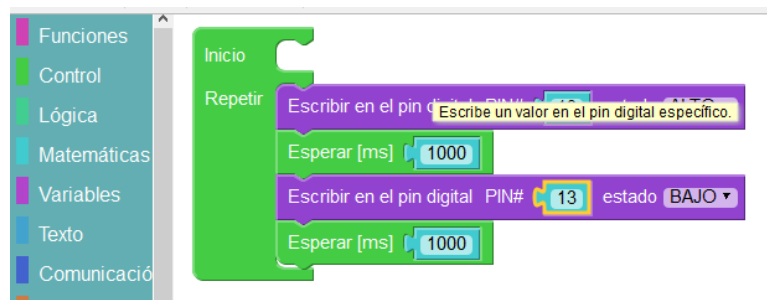 Funciones
Control
Lógica
Matemáticas
Variables
Texto
Comunicació
Inicio
Repetir
Escribir en el pin
Escribe un valor en el pin digital específico.
Esperar [ms] 1000
Escribir en el pin digital PIN# 13 estado BAJO
Esperar [ms] 1000